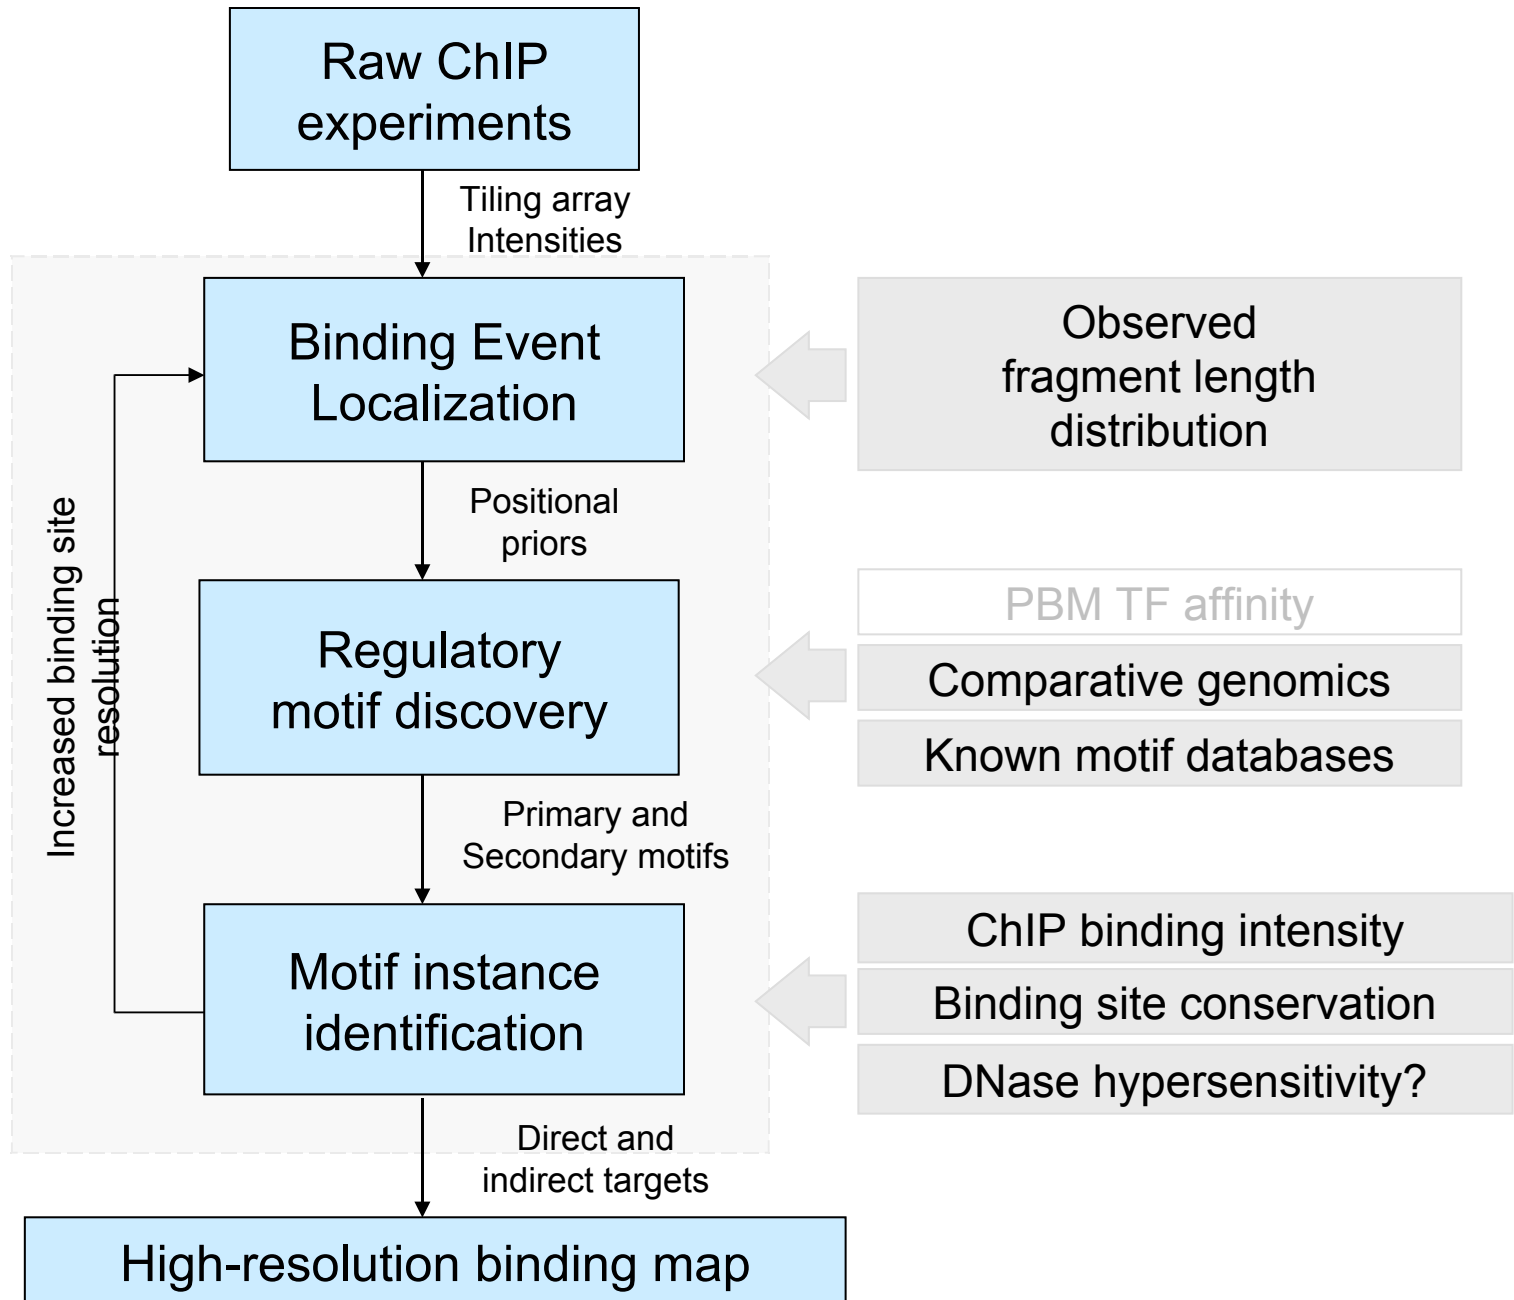 Raw ChIP
experiments
Tiling array
Intensities
Binding Event
Localization
Observed
fragment length
distribution
Positional
priors
Increased binding site
resolution
Regulatory
motif discovery
PBM TF affinity
Comparative genomics
Known motif databases
Primary and
Secondary motifs
Motif instance
identification
ChIP binding intensity
Binding site conservation
DNase hypersensitivity?
Direct and
indirect targets
High-resolution binding map